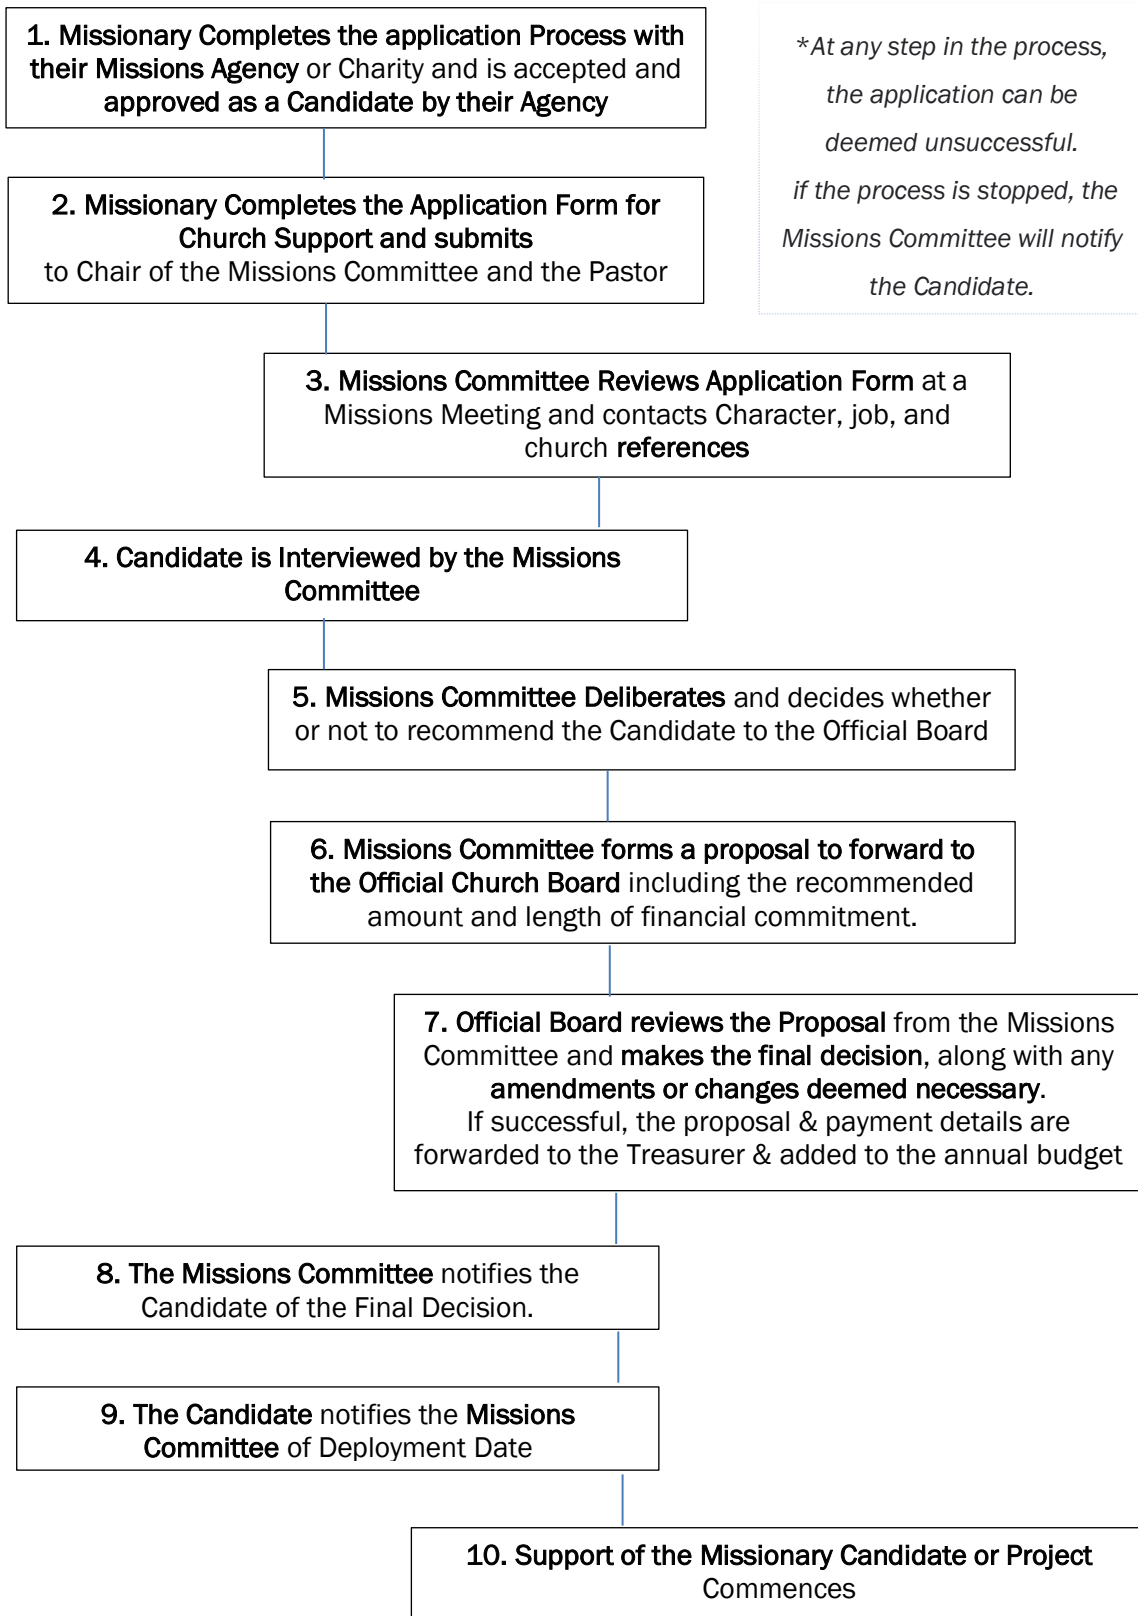 1. Missionary Completes the application Process with
their Missions Agency or Charity and is accepted and
approved as a Candidate by their Agency
*At any step in the process,
the application can be
deemed unsuccessful.
if the process is stopped, the
Missions Committee will notify
the Candidate.
2. Missionary Completes the Application Form for
Church Support and submits
to Chair of the Missions Committee and the Pastor
3. Missions Committee Reviews Application Form at a
Missions Meeting and contacts Character, job, and
church references
4. Candidate is Interviewed by the Missions
Committee
5. Missions Committee Deliberates and decides whether
or not to recommend the Candidate to the Official Board
6. Missions Committee forms a proposal to forward to
the Official Church Board including the recommended
amount and length of financial commitment.
7. Official Board reviews the Proposal from the Missions
Committee and makes the final decision, along with any
amendments or changes deemed necessary.
If successful, the proposal & payment details are
forwarded to the Treasurer & added to the annual budget
8. The Missions Committee notifies the
Candidate of the Final Decision.
9. The Candidate notifies the Missions
Committee of Deployment Date
10. Support of the Missionary Candidate or Project
Commences